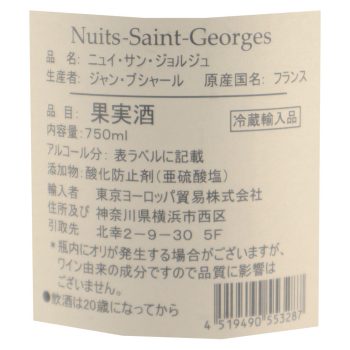 Nuits-Saint-Georges
品 名：ニュイ・サン・ジョルジュ
生産者：ジャン・ブシャール 原産国名：フランス
品 目：果実酒 冷蔵輸入品
内容量：750ml
アルコール分：表ラベルに記載
添加物：酸化防止剤（亜硫酸塩）
輸入者 東京ヨーロッパ貿易株式会社
住所及び 神奈川県横浜市西区
引取先 北幸2-9-30 5F
*瓶内にオリが発生する場合がございますが、
ワイン由来の成分ですので品質に影響は
ございません。
●飲酒は20歳になってから
4 519490 553287